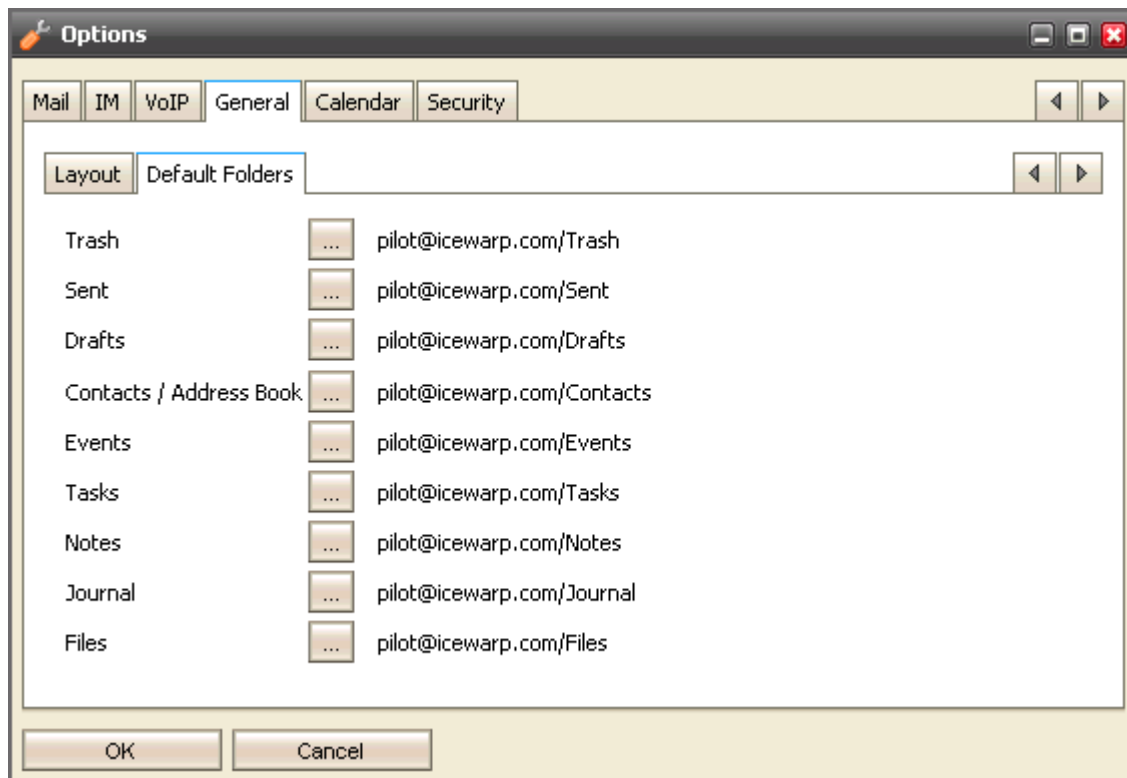 Options
Mail IM VoIP General Calendar Security
Layout Default Folders
Trash ... pilot@icewarp.com/Trash
Sent ... pilot@icewarp.com/Sent
Drafts ... pilot@icewarp.com/Drafts
Contacts / Address Book ... pilot@icewarp.com/Contacts
Events ... pilot@icewarp.com/Events
Tasks ... pilot@icewarp.com/Tasks
Notes ... pilot@icewarp.com/Notes
Journal ... pilot@icewarp.com/Journal
Files ... pilot@icewarp.com/Files
OK Cancel